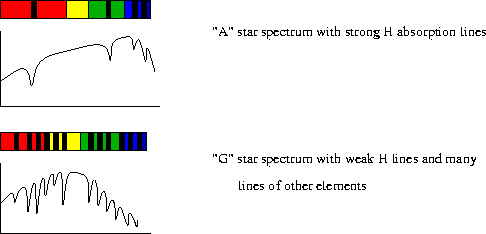 "A" star spectrum with strong H absorption lines
"G" star spectrum with weak H lines and many
lines of other elements